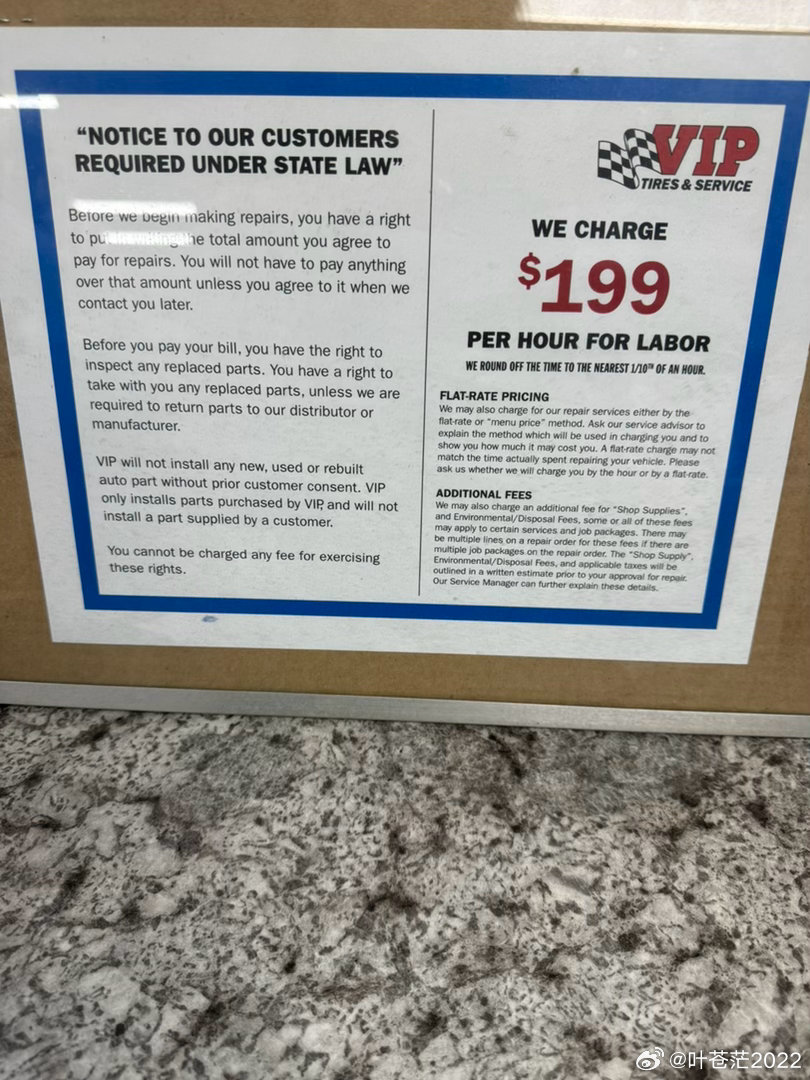 “NOTICE TO OUR CUSTOMERS
REQUIRED UNDER STATE LAW”
Before we begin making repairs, you have a right
to put in writing the total amount you agree to
pay for repairs. You will not have to pay anything
over that amount unless you agree to it when we
contact you later.
Before you pay your bill, you have the right to
inspect any replaced parts. You have a right to
take with you any replaced parts, unless we are
required to return parts to our distributor or
manufacturer.
VIP will not install any new, used or rebuilt
auto part without prior customer consent. VIP
only installs parts purchased by VIP, and will not
install a part supplied by a customer.
You cannot be charged any fee for exercising
these rights.
VIP
TIRES & SERVICE
WE CHARGE
$199
PER HOUR FOR LABOR
WE ROUND OFF THE TIME TO THE NEAREST 1/10TH OF AN HOUR.
FLAT-RATE PRICING
We may also charge for our repair services either by the
flat-rate or “menu price” method. Ask our service advisor to
explain the method which will be used in charging you and to
show you how much it may cost you. A flat-rate charge may not
match the time actually spent repairing your vehicle. Please
ask us whether we will charge you by the hour or by a flat-rate.
ADDITIONAL FEES
We may also charge an additional fee for “Shop Supplies”,
and Environmental/Disposal Fees, some or all of these fees
may apply to certain services and job packages. There may
be multiple lines on a repair order for these fees if there are
multiple job packages on the repair order. The “Shop Supply”,
Environmental/Disposal Fees, and applicable taxes will be
outlined in a written estimate prior to your approval for repair.
Our Service Manager can further explain these details.
@叶苍茫2022